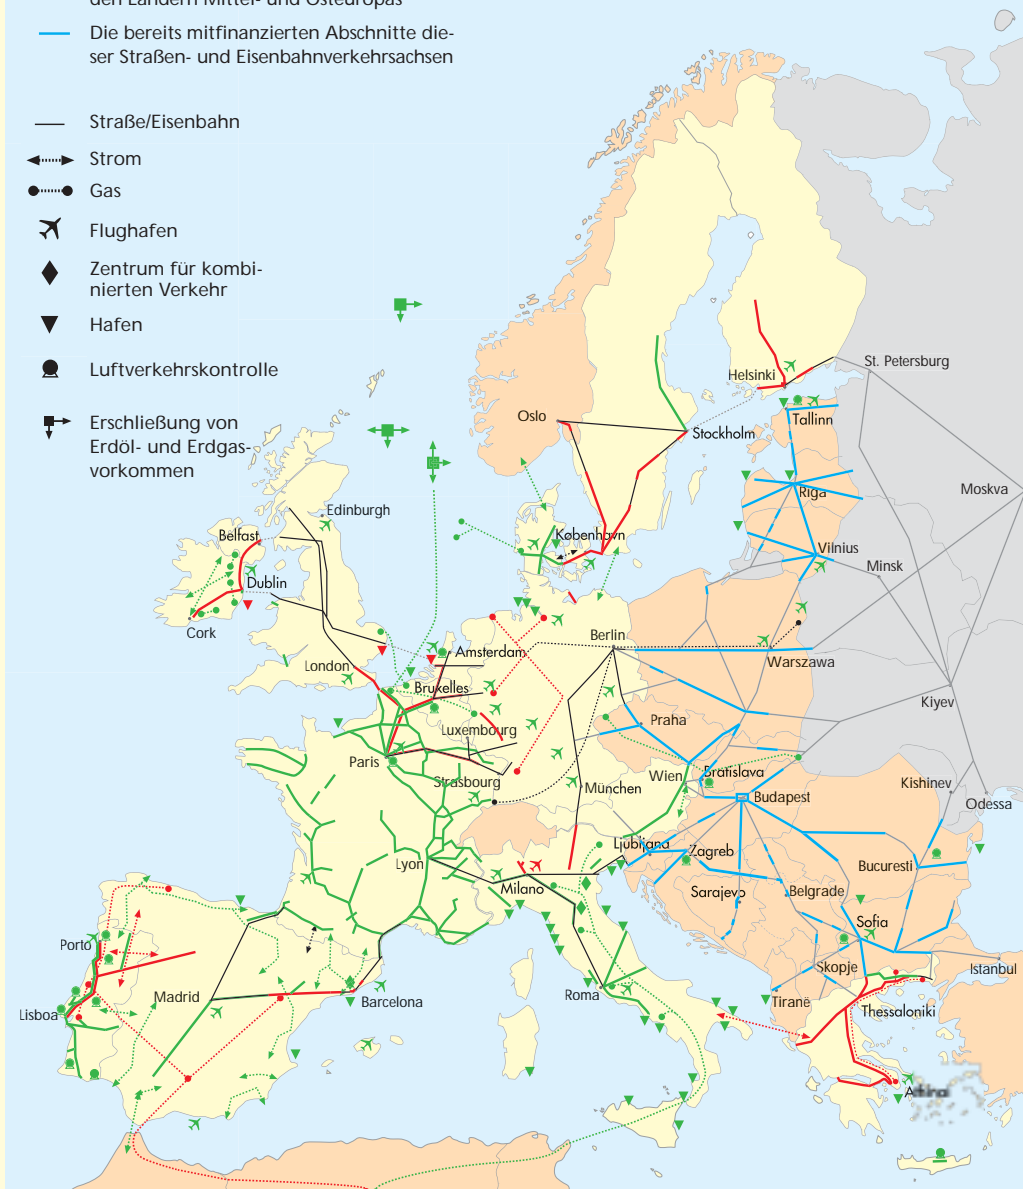 den Ländern Mittel- und Osteuropas
Die bereits mitfinanzierten Abschnitte die-
ser Straßen- und Eisenbahnverkehrsachsen
Straße/Eisenbahn
Strom
Gas
Flughafen
Zentrum für kombi-
nierten Verkehr
Hafen
Luftverkehrskontrolle
Erschließung von
Erdöl- und Erdgas-
vorkommen
St. Petersburg
Helsinki
Oslo
Tallinn
Stockholm
Moskva
Riga
Edinburgh
Belfast
København
Vilnius
Minsk
Dublin
Cork
Berlin
Amsterdam
Warszawa
London
Bruxelles
Kiyev
Praha
Luxembourg
Paris
Strasbourg
Wien
Bratislava
Kishinev
München
Budapest
Odessa
Ljubljana
Zagreb
Lyon
Bucuresti
Milano
Sarajevo
Belgrade
Sofia
Porto
Skopje
Istanbul
Madrid
Roma
Barcelona
Tiranë
Lisboa
Thessaloniki